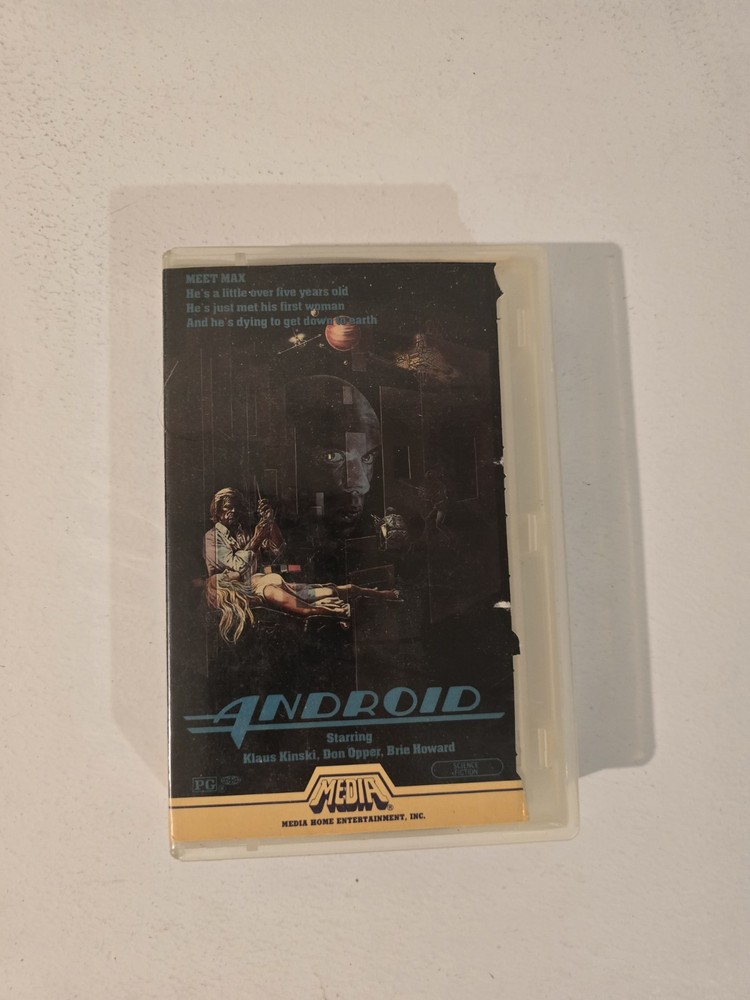 MEET MAX
He's a little over five years old
He's just met his first woman
And he's dying to get down to earth
ANDROID
Starring
Klaus Kinski, Don Opper, Brie Howard
SCIENCE
FICTION
PG
MEDIA®
MEDIA HOME ENTERTAINMENT, INC.